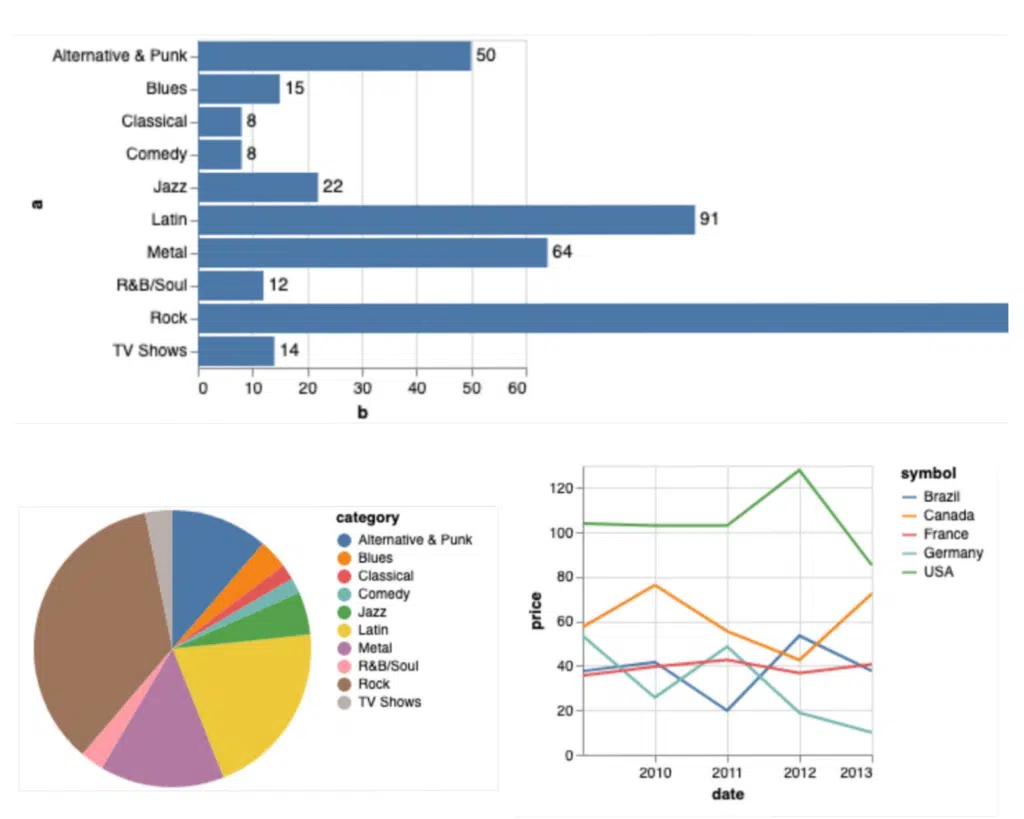 Alternative & Punk 50
Blues 15
Classical 8
Comedy 8
Jazz 22
a
Latin 91
Metal 64
R&B/Soul 12
Rock
TV Shows 14
0 10 20 30 40 50 60
b
category
Alternative & Punk
Blues
Classical
Comedy
Jazz
Latin
Metal
R&B/Soul
Rock
TV Shows
price
120
100
80
60
40
20
0
2010 2011 2012 2013
date
symbol
Brazil
Canada
France
Germany
USA